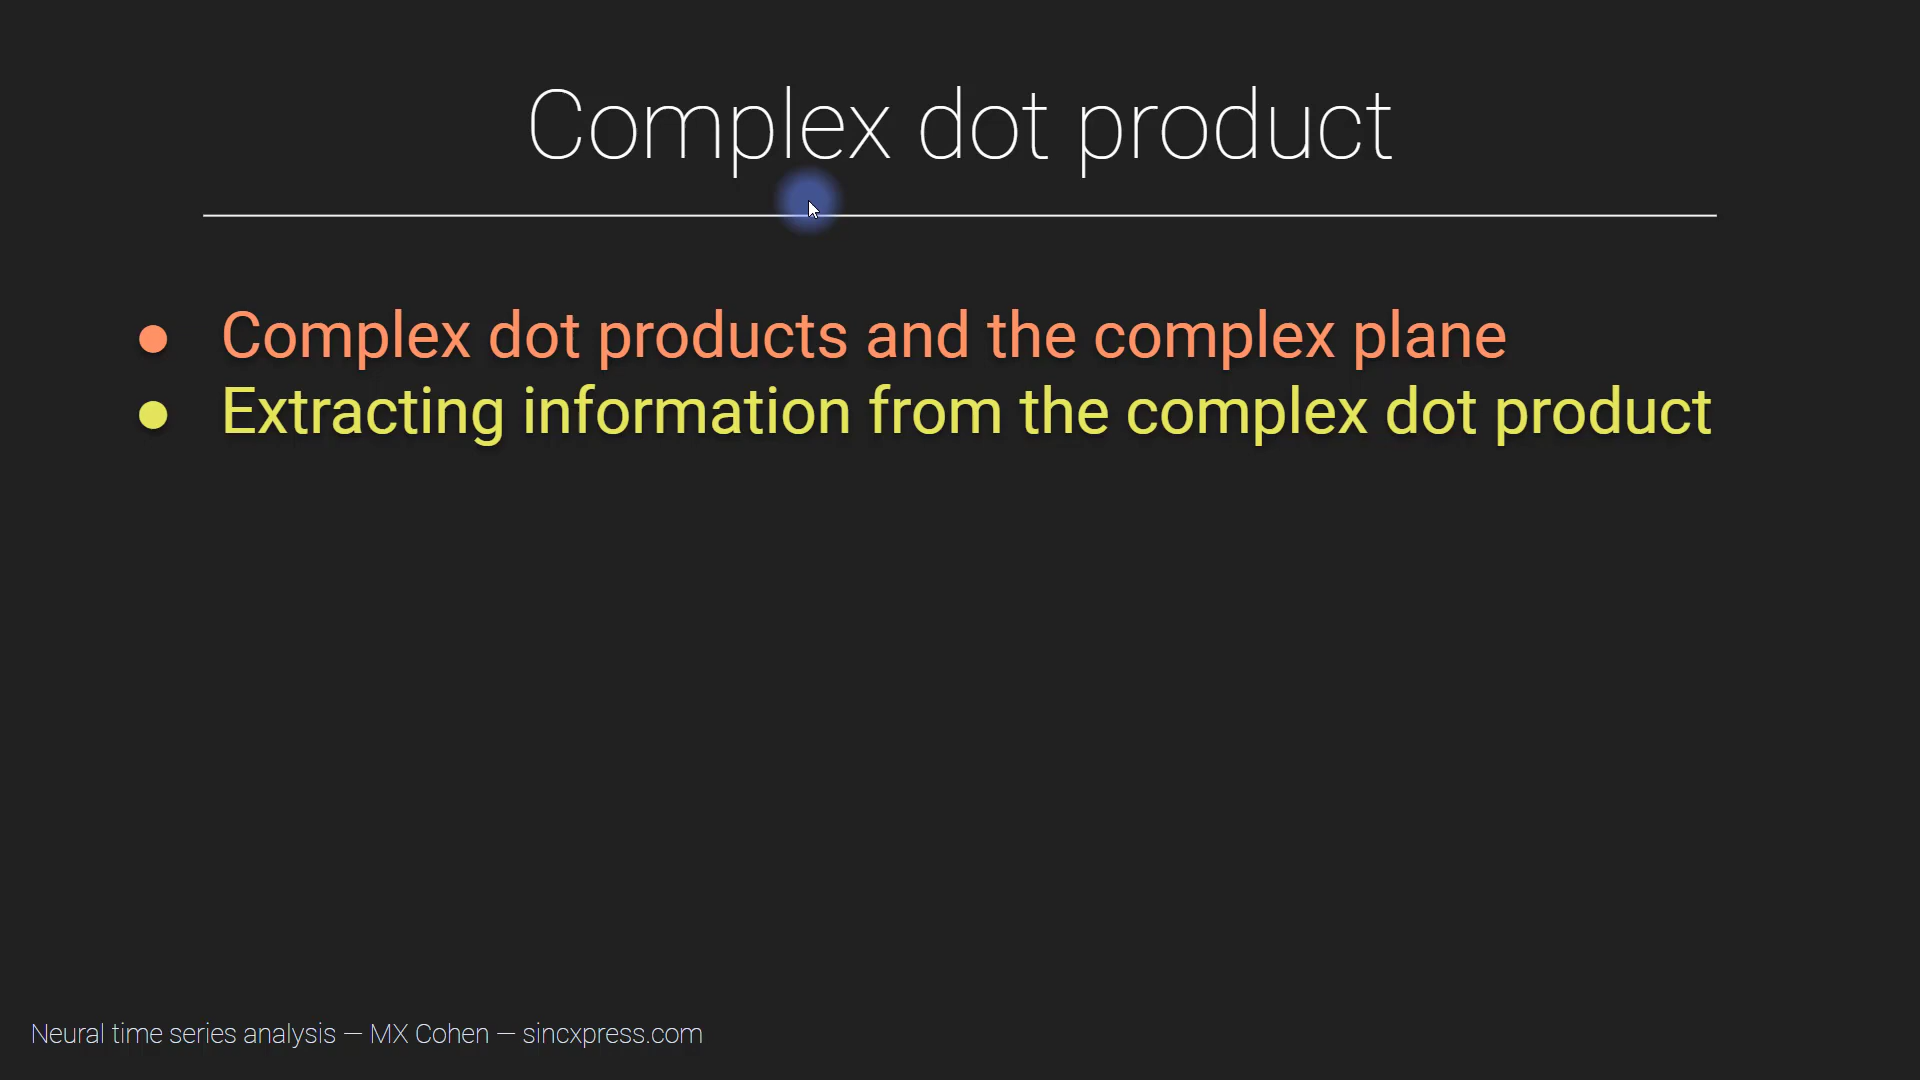 Complex dot product
● Complex dot products and the complex plane
● Extracting information from the complex dot product
Neural time series analysis — MX Cohen — sincxpress.com